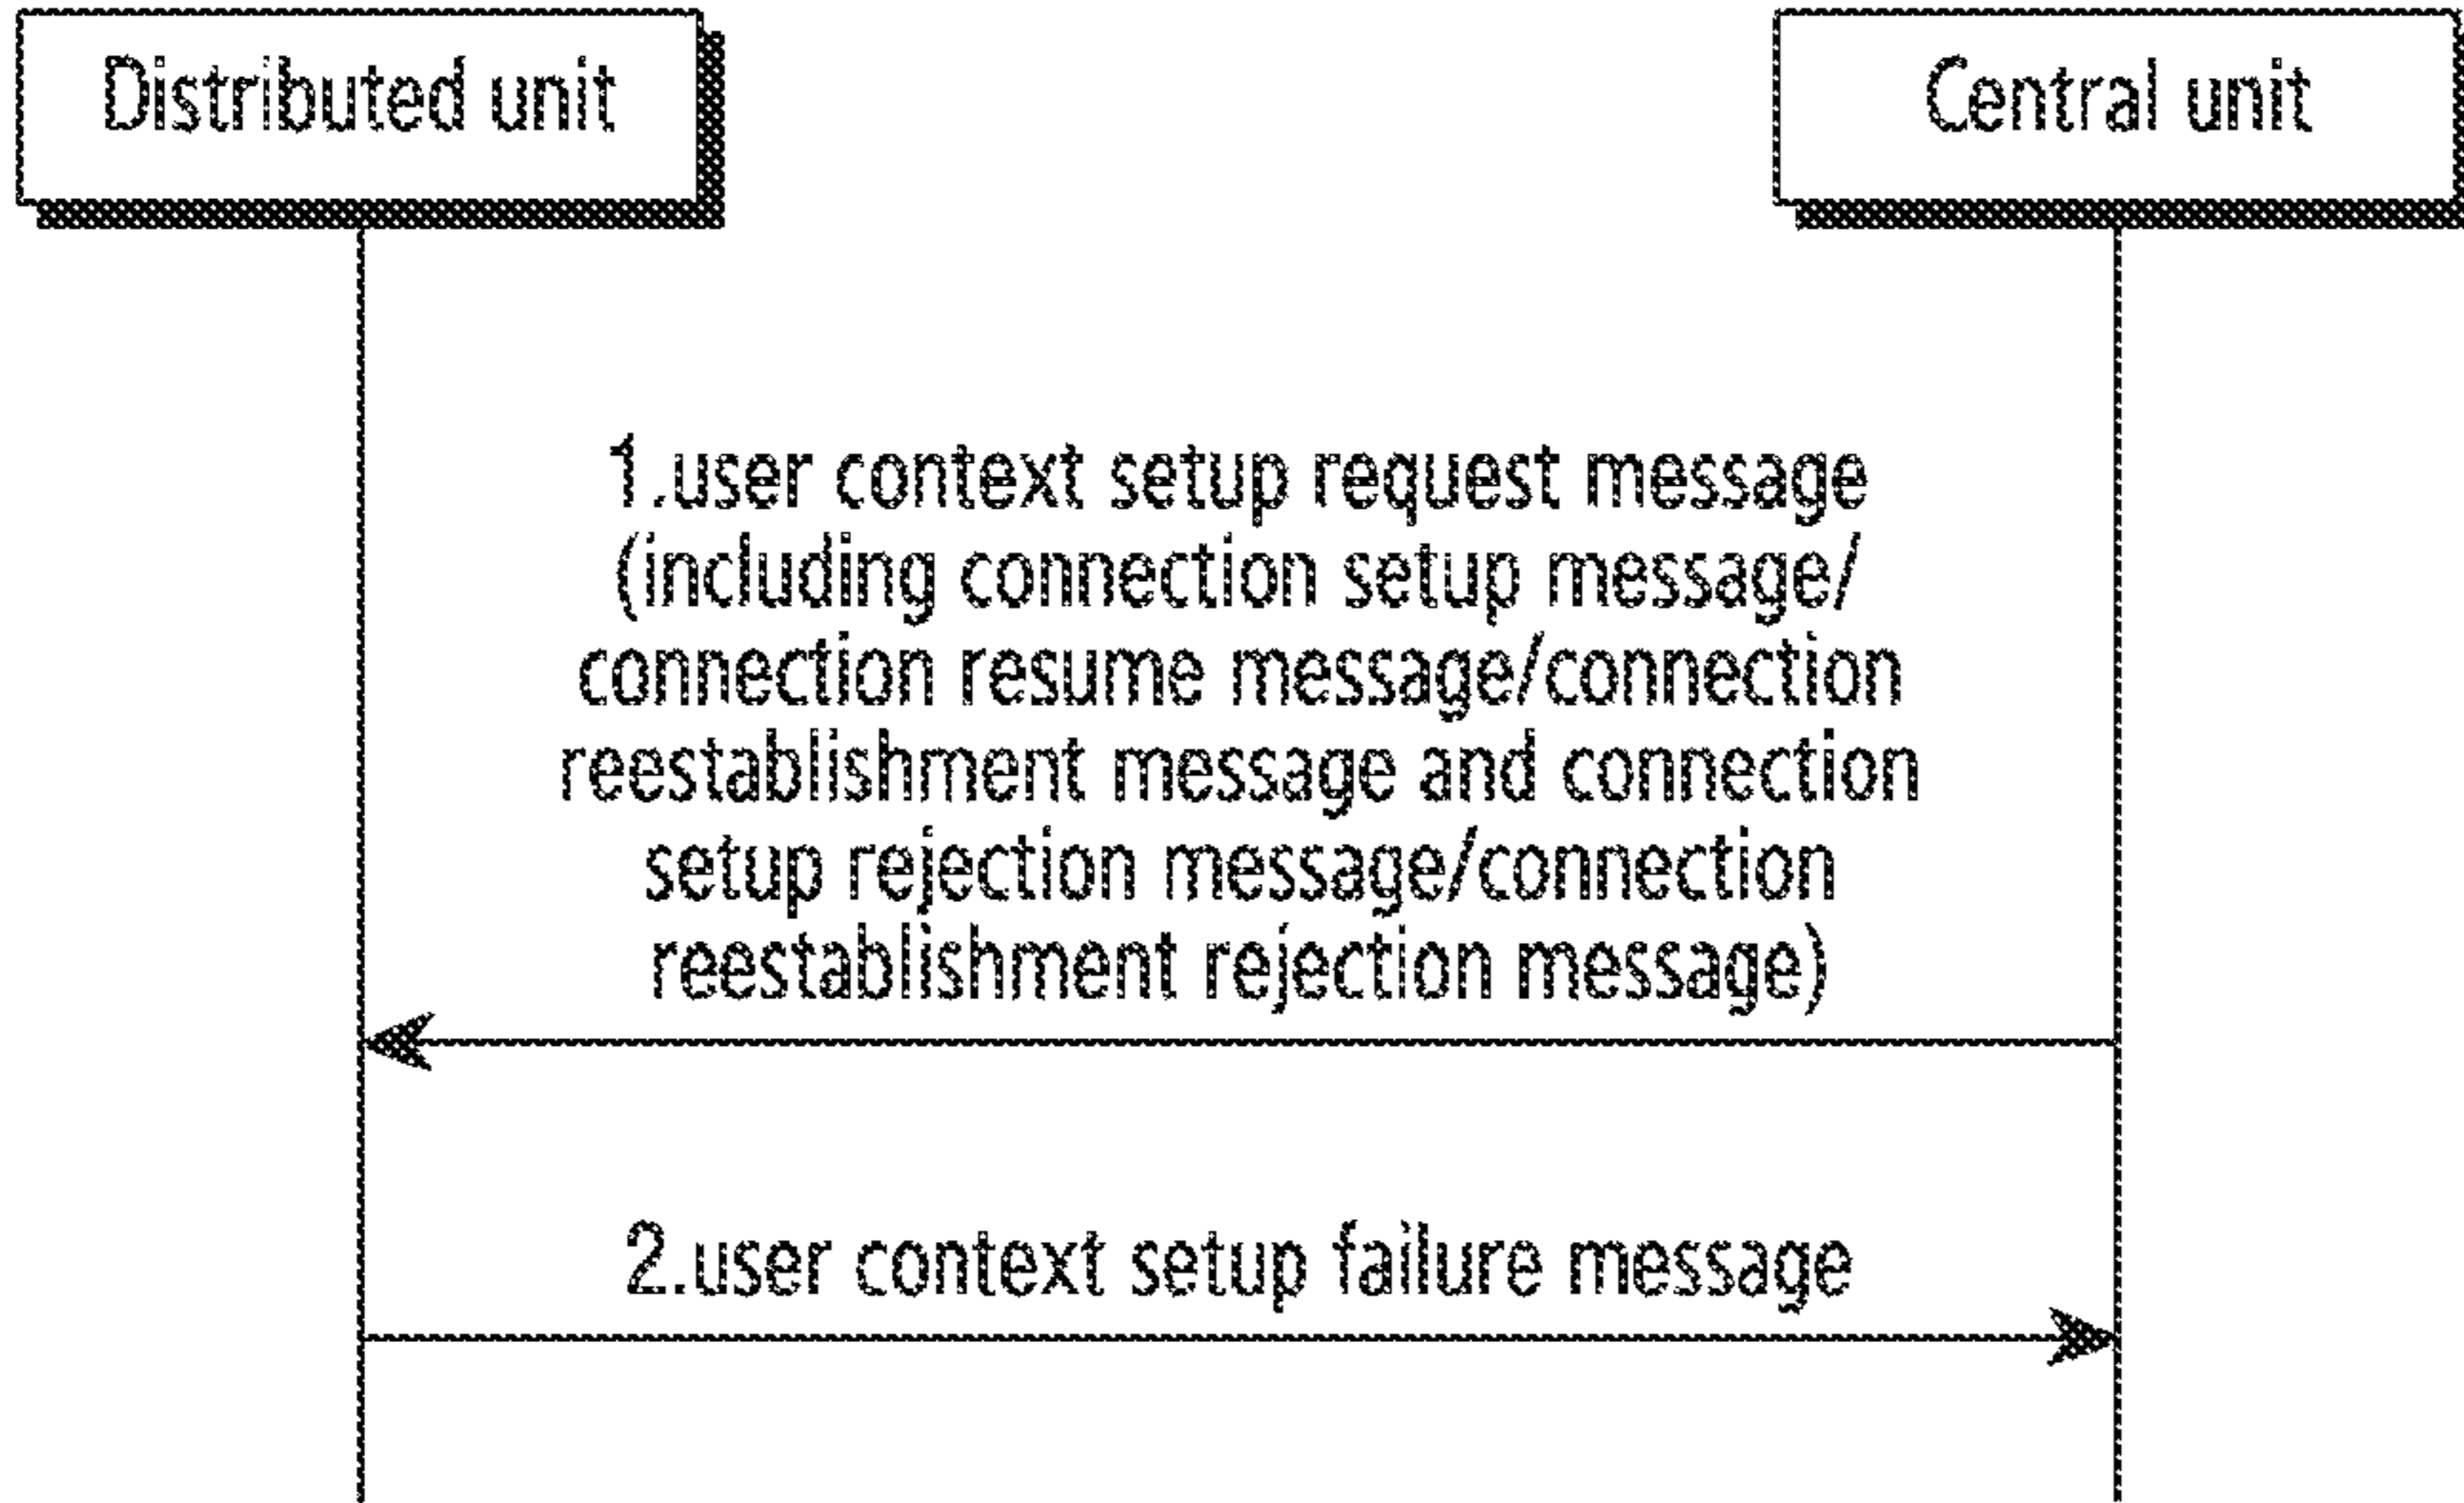 Distributed unit
Central unit
1.user context setup request message
(including connection setup message/
connection resume message/connection
reestablishment message and connection
setup rejection message/connection
reestablishment rejection message)
2.user context setup failure message